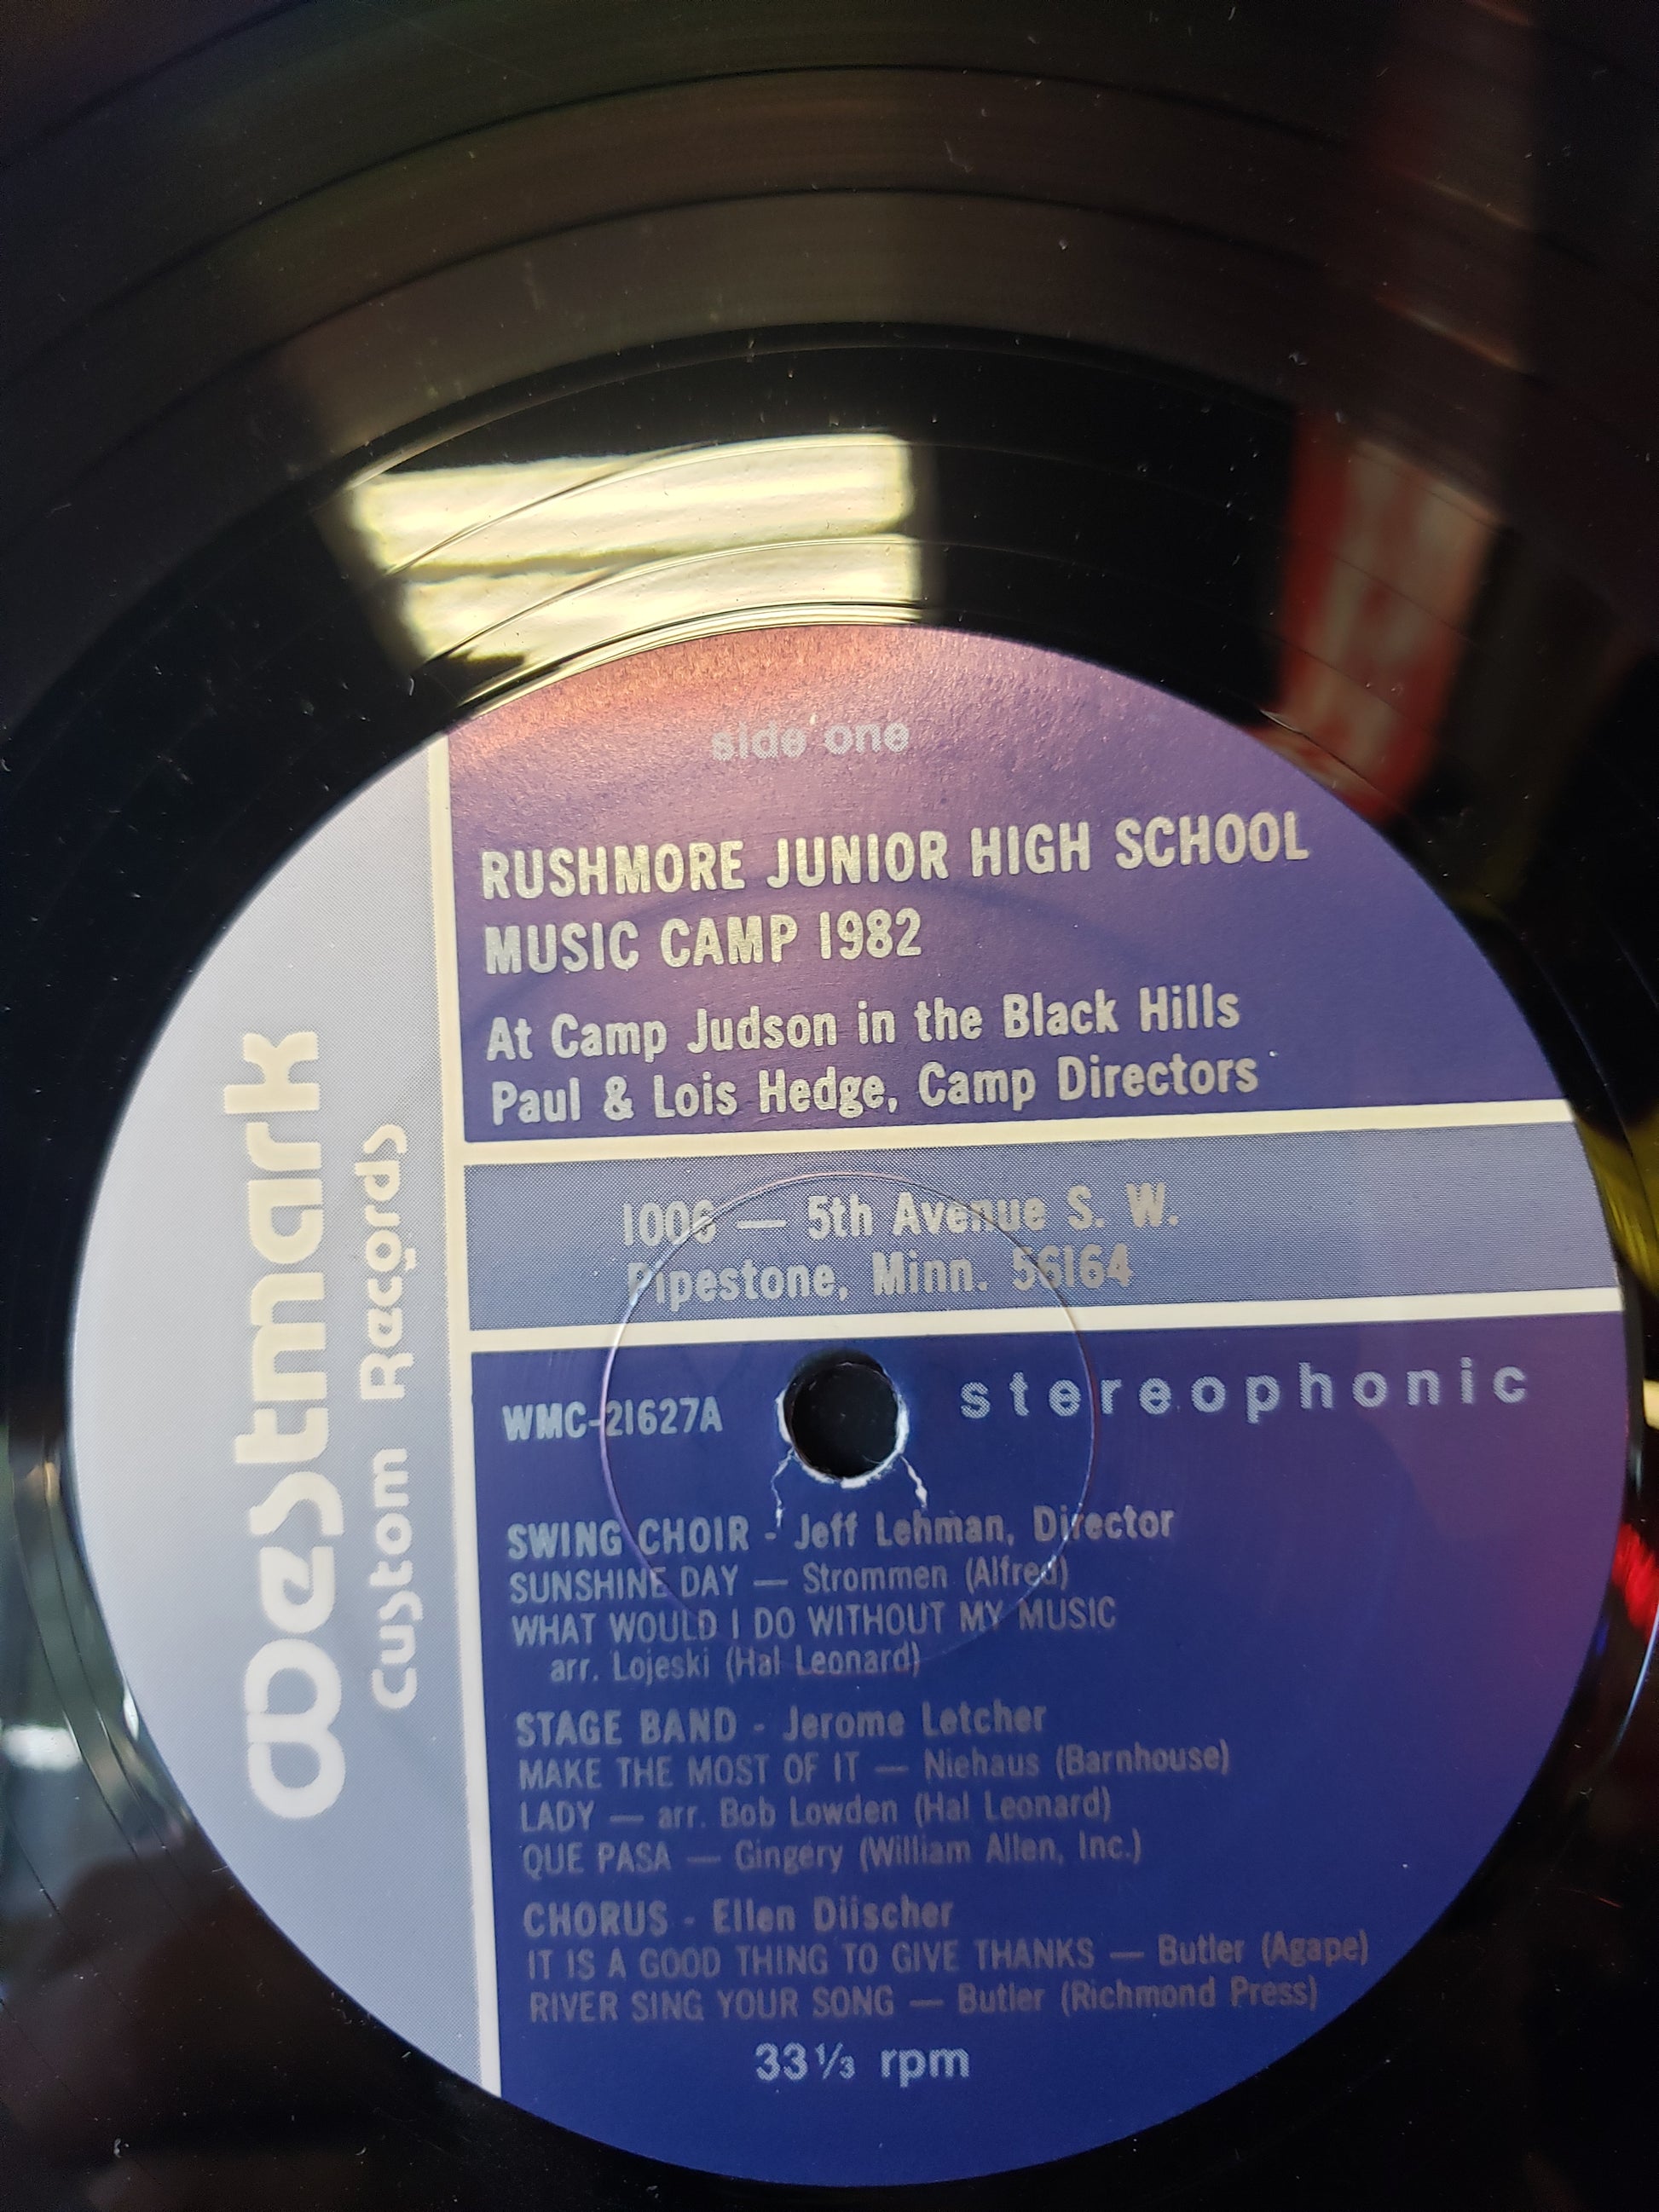 side one
RUSHMORE JUNIOR HIGH SCHOOL
MUSIC CAMP 1982
At Camp Judson in the Black Hills
Paul & Lois Hedge, Camp Directors
Westmark
Custom Records
1006 — 5th Avenue S. W.
Pipestone, Minn. 56164
WMC-21627A
stereophonic
SWING CHOIR - Jeff Lehman, Director
SUNSHINE DAY — Strommen (Alfred)
WHAT WOULD I DO WITHOUT MY MUSIC
arr. Lojeski (Hal Leonard)
STAGE BAND - Jerome Letcher
MAKE THE MOST OF IT — Niehaus (Barnhouse)
LADY — arr. Bob Lowden (Hal Leonard)
QUE PASA — Gingery (William Allen, Inc.)
CHORUS - Ellen Diischer
IT IS A GOOD THING TO GIVE THANKS — Butler (Agape)
RIVER SING YOUR SONG — Butler (Richmond Press)
33⅓ rpm